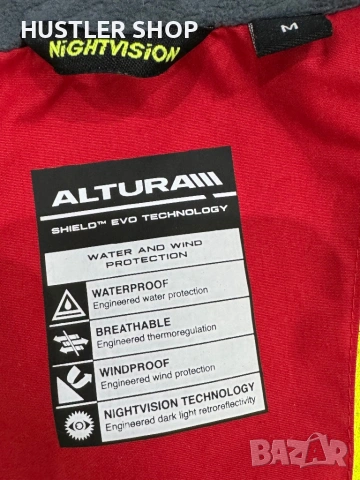 HUSTLER SHOP
NiGHTViSiON
M
ALTURA
SHIELD™ EVO TECHNOLOGY
WATER AND WIND
PROTECTION
WATERPROOF
Engineered water protection
BREATHABLE
Engineered thermoregulation
WINDPROOF
Engineered wind protection
NIGHTVISION TECHNOLOGY
Engineered dark light retroreflectivity
BAZAR